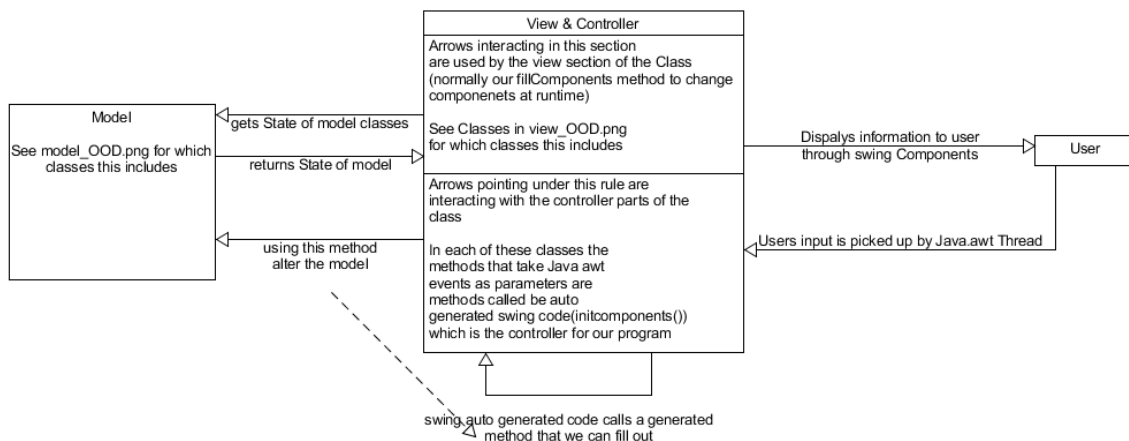 View & Controller
Arrows interacting in this section
are used by the view section of the Class
(normally our fillComponents method to change
componenets at runtime)
See Classes in view_OOD.png
for which classes this includes
Model
See model_OOD.png for which
classes this includes
gets State of model classes
returns State of model
using this method
alter the model
Dispalys information to user
through swing Components
User
Users input is picked up by Java.awt Thread
Arrows pointing under this rule are
interacting with the controller parts of the
class
In each of these classes the
methods that take Java awt
events as parameters are
methods called be auto
generated swing code(initcomponents())
which is the controller for our program
swing auto generated code calls a generated
method that we can fill out